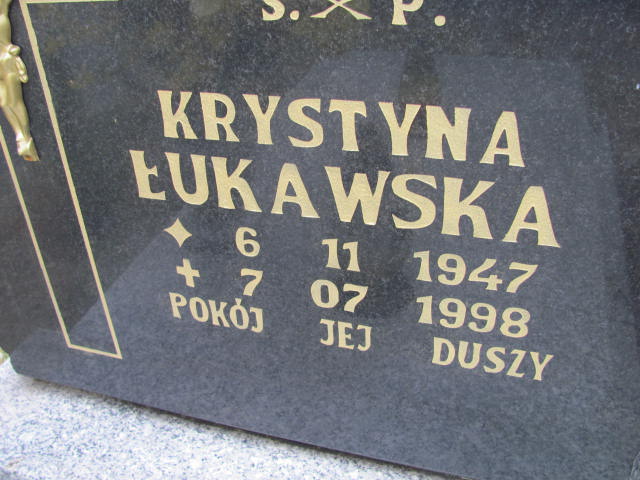 Ś. P.
KRYSTYNA
ŁUKAWSKA
6 11 1947
7 07 1998
POKÓJ JEJ DUSZY